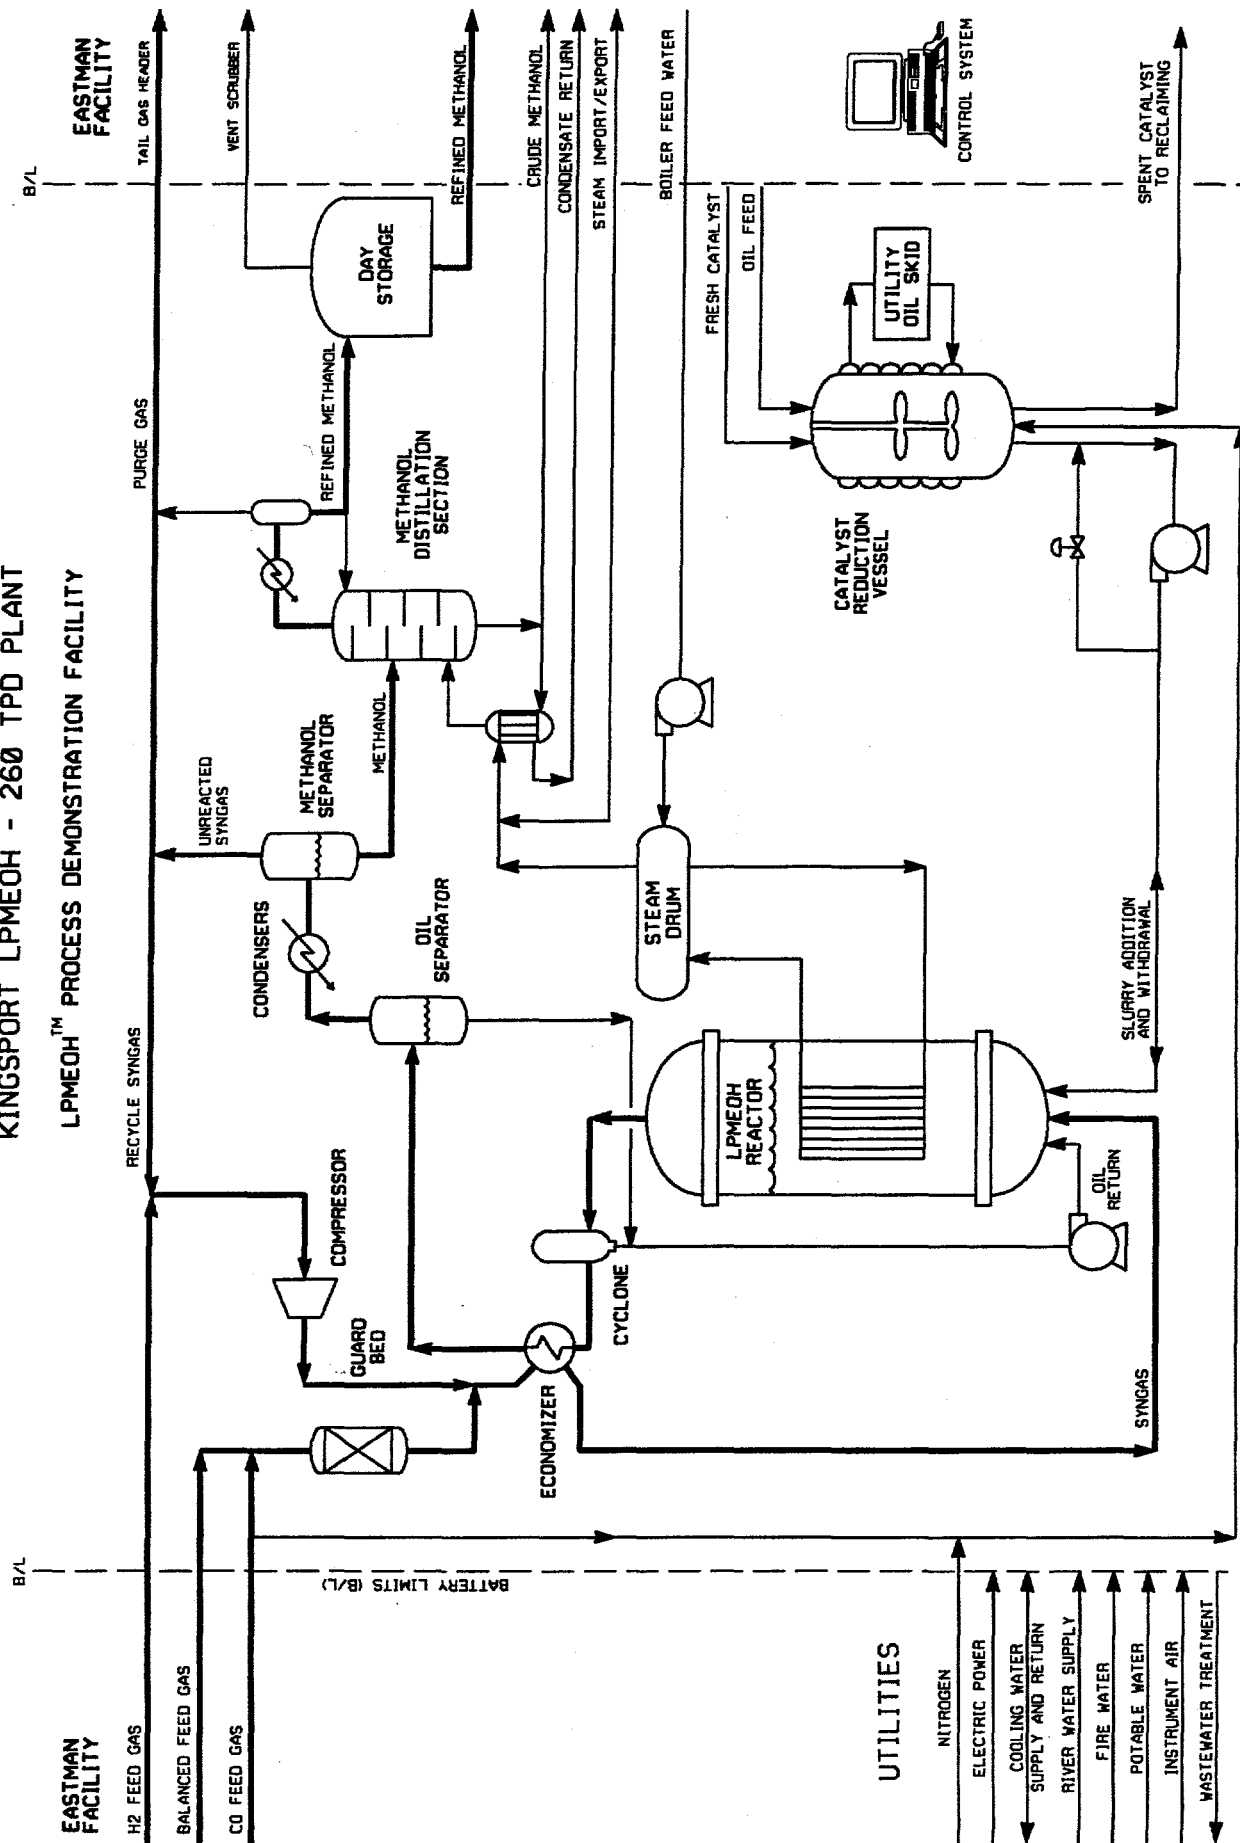 KINGSPORT LPMEOH - 260 TPD PLANT
LPMEOH™ PROCESS DEMONSTRATION FACILITY
EASTMAN
FACILITY
B/L
B/L
EASTMAN
FACILITY
H2 FEED GAS
RECYCLE SYNGAS
PURGE GAS
TAIL GAS HEADER
BALANCED FEED GAS
CO FEED GAS
UNREACTED
SYNGAS
VENT SCRUBBER
COMPRESSOR
CONDENSERS
METHANOL
SEPARATOR
REFINED METHANOL
DAY
STORAGE
BATTERY LIMITS (B/L)
GUARD
BED
OIL
SEPARATOR
METHANOL
METHANOL
DISTILLATION
SECTION
REFINED METHANOL
CRUDE METHANOL
CONDENSATE RETURN
STEAM IMPORT/EXPORT
ECONOMIZER
CYCLONE
STEAM
DRUM
BOILER FEED WATER
LPMEOH
REACTOR
FRESH CATALYST
OIL FEED
CATALYST
REDUCTION
VESSEL
UTILITY
OIL SKID
CONTROL SYSTEM
OIL
RETURN
SLURRY ADDITION
AND WITHDRAWAL
SPENT CATALYST
TO RECLAIMING
SYNGAS
UTILITIES
NITROGEN
ELECTRIC POWER
COOLING WATER
SUPPLY AND RETURN
RIVER WATER SUPPLY
FIRE WATER
POTABLE WATER
INSTRUMENT AIR
WASTEWATER TREATMENT